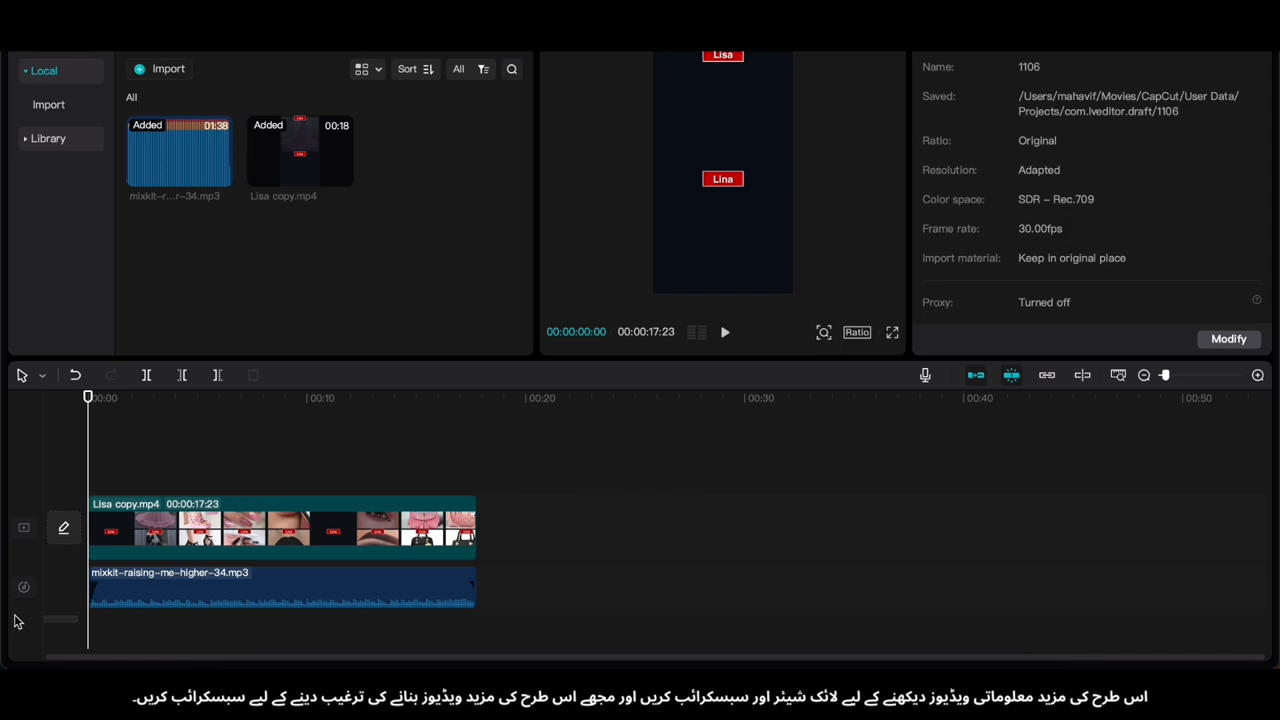 Local
Import
Library
Import
Sort
All
All
Added 01:38
mixkit-r...r-34.mp3
Added 00:18
Lisa copy.mp4
Lisa
Lina
00:00:00:00 00:00:17:23
Ratio
Name: 1106
Saved: /Users/mahavif/Movies/CapCut/User Data/
Projects/com.lveditor.draft/1106
Ratio: Original
Resolution: Adapted
Color space: SDR – Rec.709
Frame rate: 30.00fps
Import material: Keep in original place
Proxy: Turned off
Modify
00:00 00:10 00:20 00:30 00:40 00:50
Lisa copy.mp4 00:00:17:23
mixkit-raising-me-higher-34.mp3
اس طرح کی مزید معلوماتی ویڈیوز دیکھنے کے لیے لائک شیئر اور سبسکرائب کریں اور مجھے اس طرح کی مزید ویڈیوز بنانے کی ترغیب دینے کے لیے سبسکرائب کریں۔